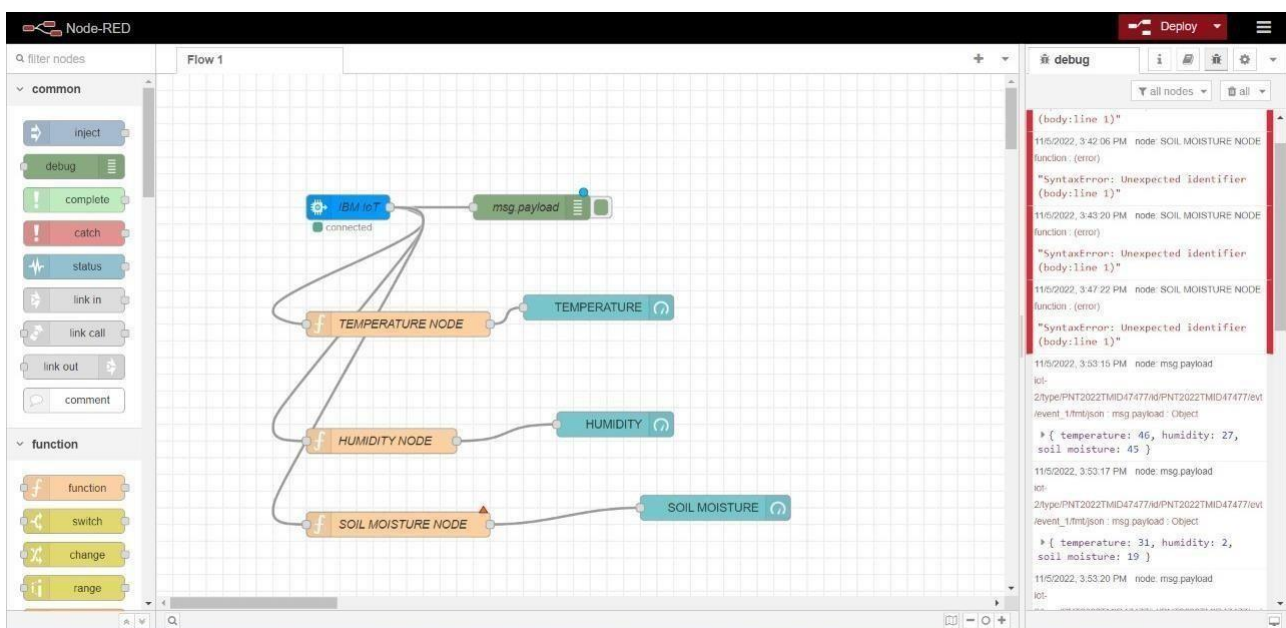 Node-RED
Deploy
filter nodes
Flow 1
debug
i
all nodes
all
common
inject
debug
complete
catch
status
link in
link call
link out
comment
function
function
switch
change
range
IBM IoT
connected
msg.payload
TEMPERATURE NODE
TEMPERATURE
HUMIDITY NODE
HUMIDITY
SOIL MOISTURE NODE
SOIL MOISTURE
(body:line 1)"
11/5/2022, 3:42:06 PM node: SOIL MOISTURE NODE
function : (error)
"SyntaxError: Unexpected identifier
(body:line 1)"
11/5/2022, 3:43:20 PM node: SOIL MOISTURE NODE
function : (error)
"SyntaxError: Unexpected identifier
(body:line 1)"
11/5/2022, 3:47:22 PM node: SOIL MOISTURE NODE
function : (error)
"SyntaxError: Unexpected identifier
(body:line 1)"
11/5/2022, 3:53:15 PM node: msg.payload
iot-
2/type/PNT2022TMID47477/id/PNT2022TMID47477/evt
/event_1/fmt/json : msg.payload : Object
{ temperature: 46, humidity: 27,
soil moisture: 45 }
11/5/2022, 3:53:17 PM node: msg.payload
iot-
2/type/PNT2022TMID47477/id/PNT2022TMID47477/evt
/event_1/fmt/json : msg.payload : Object
{ temperature: 31, humidity: 2,
soil moisture: 19 }
11/5/2022, 3:53:20 PM node: msg.payload
iot-